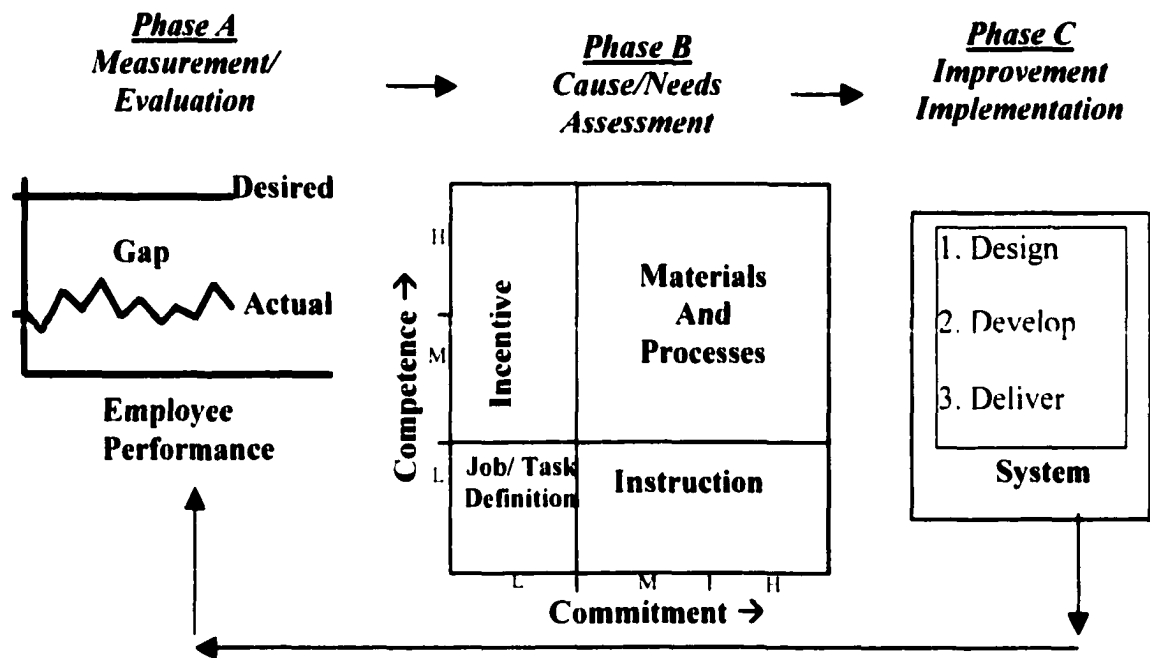 Phase A
Measurement/
Evaluation
Phase B
Cause/Needs
Assessment
Phase C
Improvement
Implementation
Desired
Gap
Actual
Employee
Performance
Competence →
H
M
L
Incentive
Materials
And
Processes
Job/ Task
Definition
Instruction
L M H
Commitment →
1. Design
2. Develop
3. Deliver
System